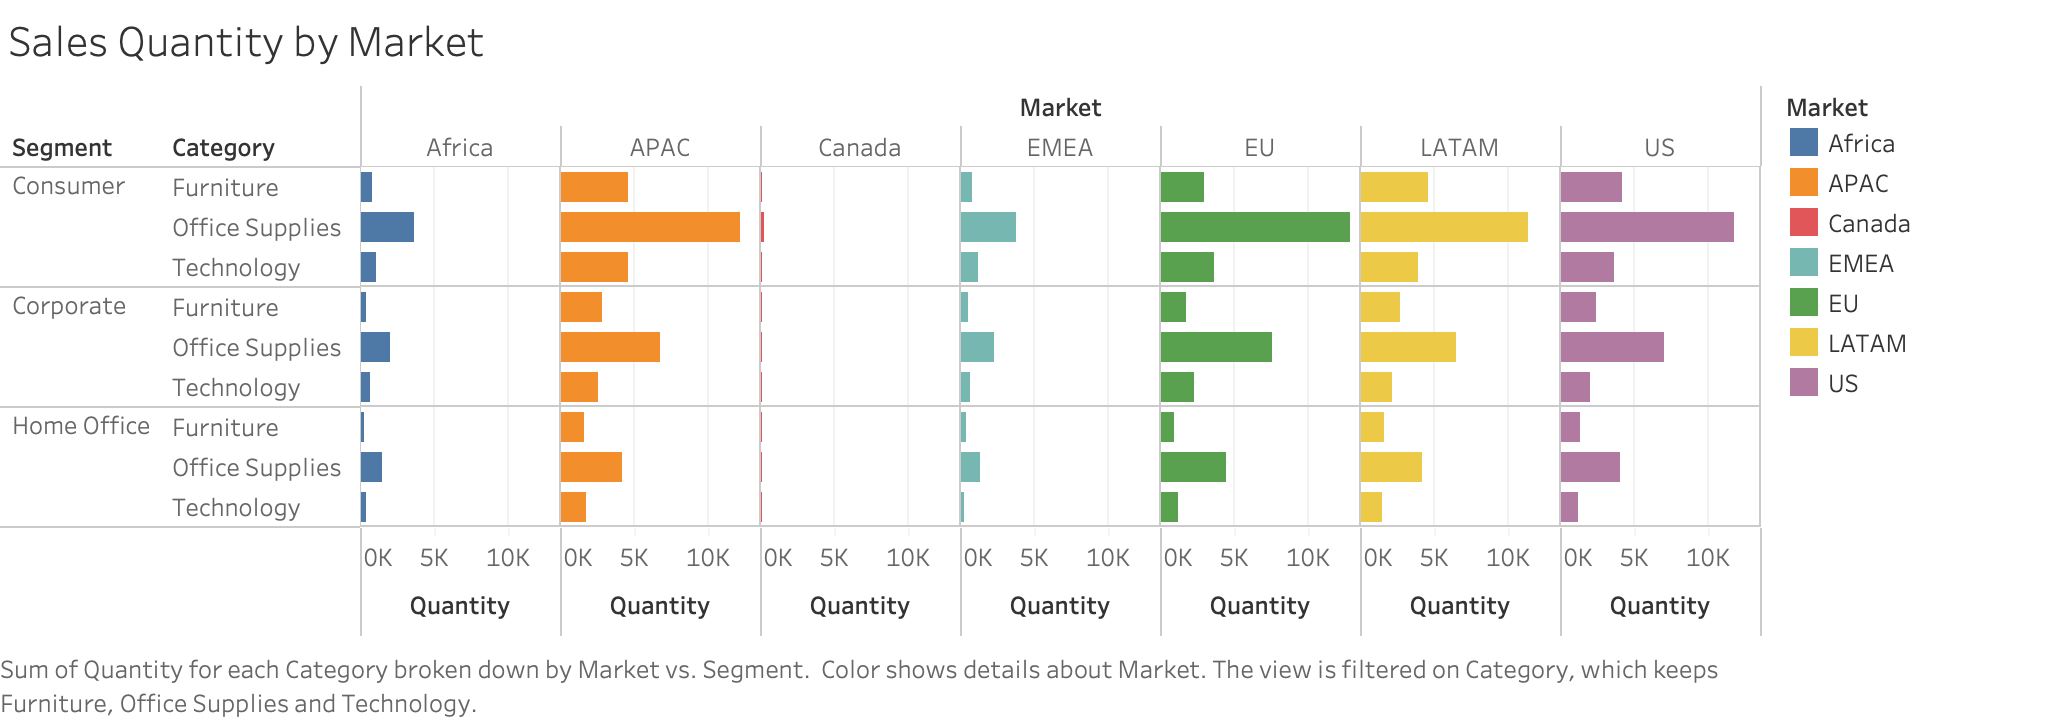 Sales Quantity by Market
Market
Segment Category Africa APAC Canada EMEA EU LATAM US
Consumer Furniture
Office Supplies
Technology
Corporate Furniture
Office Supplies
Technology
Home Office Furniture
Office Supplies
Technology
0K 5K 10K 0K 5K 10K 0K 5K 10K 0K 5K 10K 0K 5K 10K 0K 5K 10K 0K 5K 10K
Quantity Quantity Quantity Quantity Quantity Quantity Quantity
Market
Africa
APAC
Canada
EMEA
EU
LATAM
US
Sum of Quantity for each Category broken down by Market vs. Segment.  Color shows details about Market. The view is filtered on Category, which keeps
Furniture, Office Supplies and Technology.